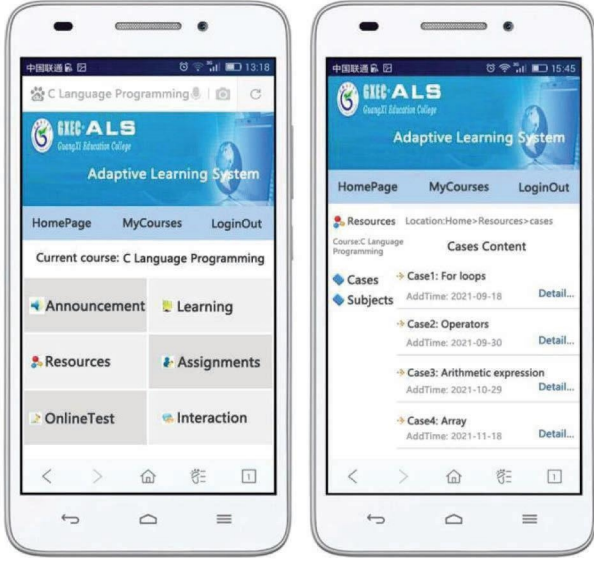 中国联通
13:18
C Language Programming
GXEC·ALS
GuangXI Education College
Adaptive Learning System
HomePage MyCourses LoginOut
Current course: C Language Programming
Announcement Learning
Resources Assignments
OnlineTest Interaction
1
中国联通
15:45
GXEC·ALS
GuangXI Education College
Adaptive Learning System
HomePage MyCourses LoginOut
Resources Location:Home>Resources>cases
Course:C Language
Programming
Cases Content
Cases
Subjects
Case1: For loops
AddTime: 2021-09-18 Detail...
Case2: Operators
AddTime: 2021-09-30 Detail...
Case3: Arithmetic expression
AddTime: 2021-10-29 Detail...
Case4: Array
AddTime: 2021-11-18 Detail...
1